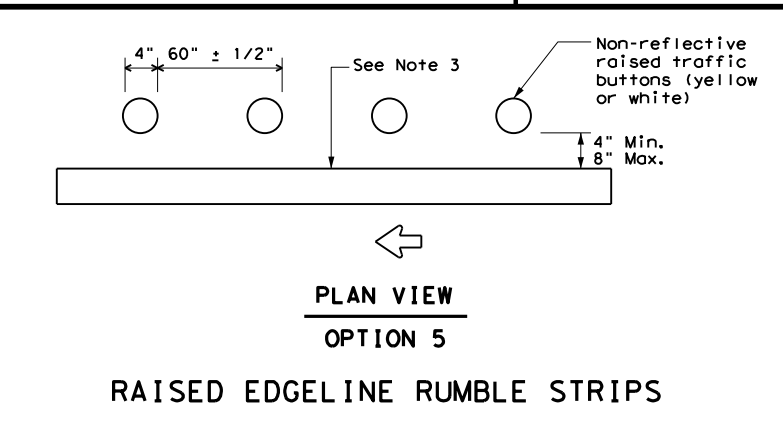 4" 60" ± 1/2"
See Note 3
Non-reflective
raised traffic
buttons (yellow
or white)
4" Min.
8" Max.
PLAN VIEW
OPTION 5
RAISED EDGELINE RUMBLE STRIPS